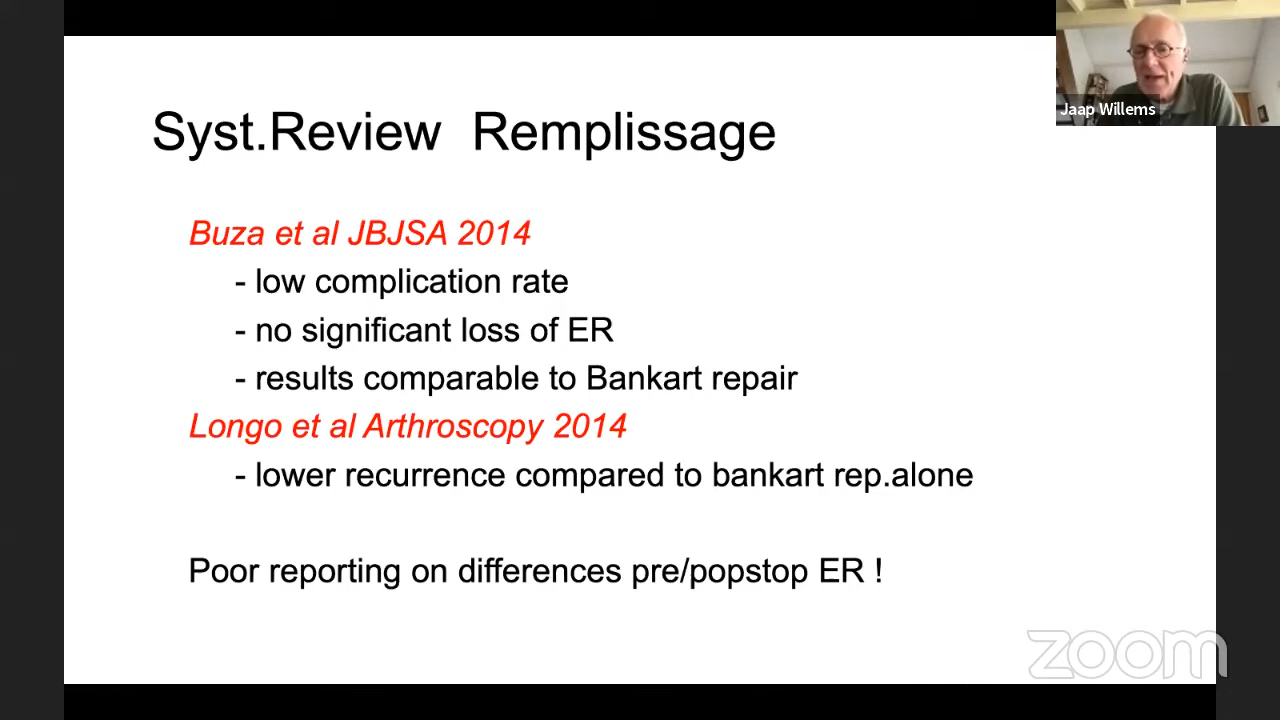 Jaap Willems
Syst.Review Remplissage
Buza et al JBJSA 2014
- low complication rate
- no significant loss of ER
- results comparable to Bankart repair
Longo et al Arthroscopy 2014
- lower recurrence compared to bankart rep.alone
Poor reporting on differences pre/popstop ER !
zoom